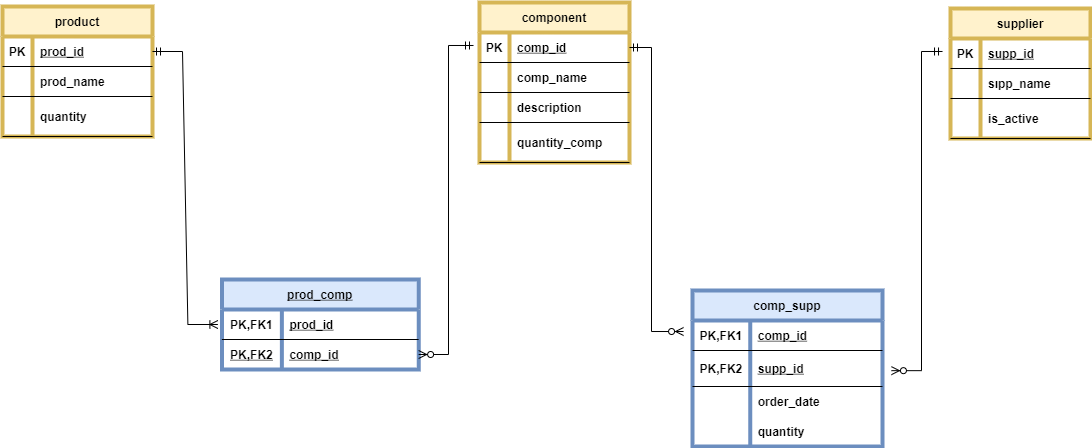 product
PK prod_id
prod_name
quantity
component
PK comp_id
comp_name
description
quantity_comp
supplier
PK supp_id
sıpp_name
is_active
prod_comp
PK,FK1 prod_id
PK,FK2 comp_id
comp_supp
PK,FK1 comp_id
PK,FK2 supp_id
order_date
quantity